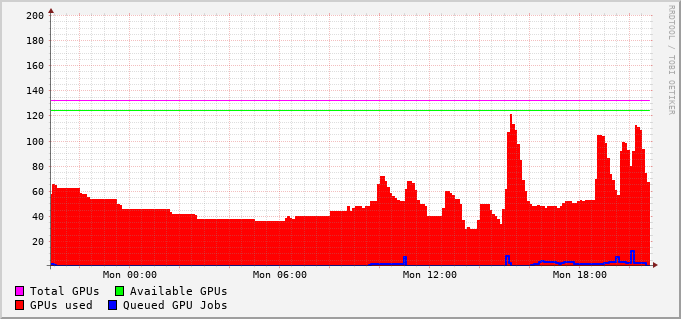 200
180
160
140
120
100
80
60
40
20
Mon 00:00 Mon 06:00 Mon 12:00 Mon 18:00
Total GPUs Available GPUs
GPUs used Queued GPU Jobs
RRDTOOL / TOBI OETIKER